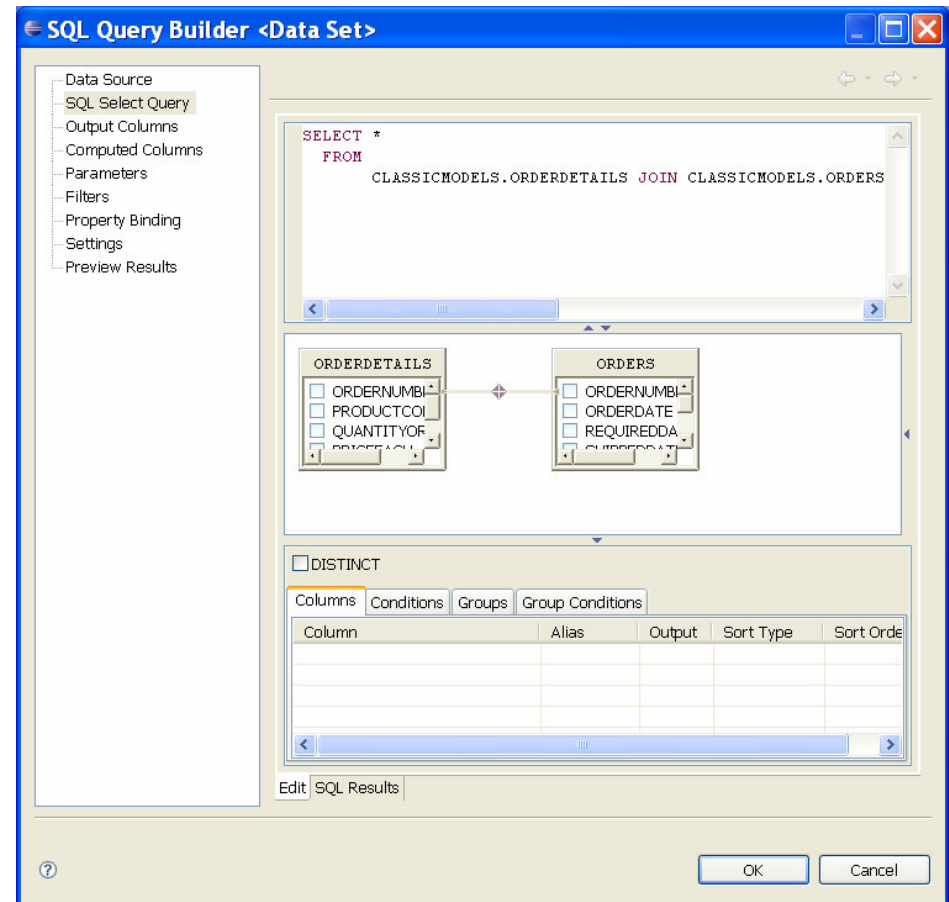 SQL Query Builder <Data Set>
Data Source
SQL Select Query
Output Columns
Computed Columns
Parameters
Filters
Property Binding
Settings
Preview Results
SELECT *
FROM
CLASSICMODELS.ORDERDETAILS JOIN CLASSICMODELS.ORDERS
ORDERDETAILS
ORDERNUMB
PRODUCTCO
QUANTITYOR
PRICEEACH
ORDERS
ORDERNUMB
ORDERDATE
REQUIREDDA
SHIPPEDDAT
DISTINCT
Columns Conditions Groups Group Conditions
Column Alias Output Sort Type Sort Orde
Edit SQL Results
? OK Cancel